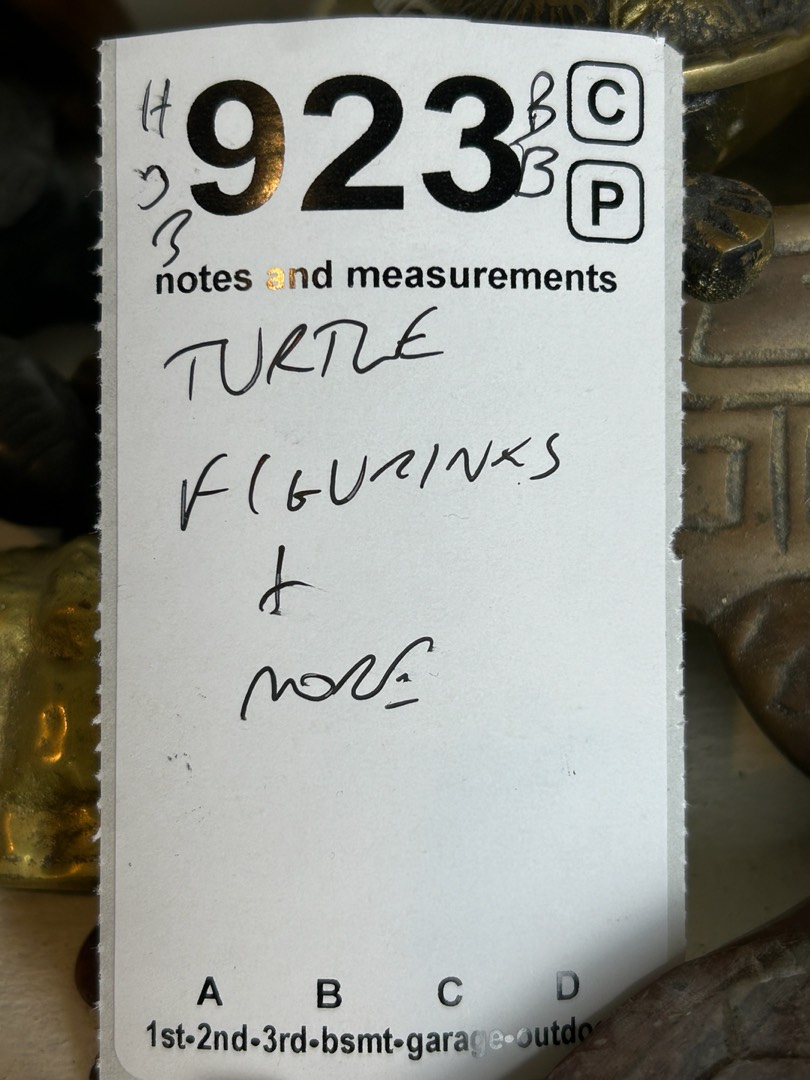 H 923 B C
B P
notes and measurements
TURTLE
FIGURINES
+
MORE
A B C D
1st-2nd-3rd-bsmt-garage-outdo